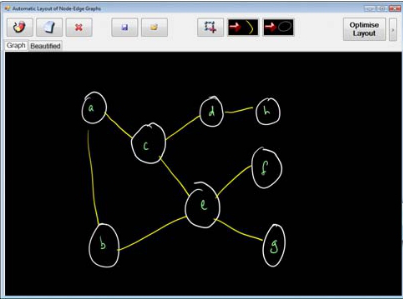 Automatic Layout of Node-Edge Graphs
Optimise
Layout
Graph Beautified
a
d h
c
f
e
b g